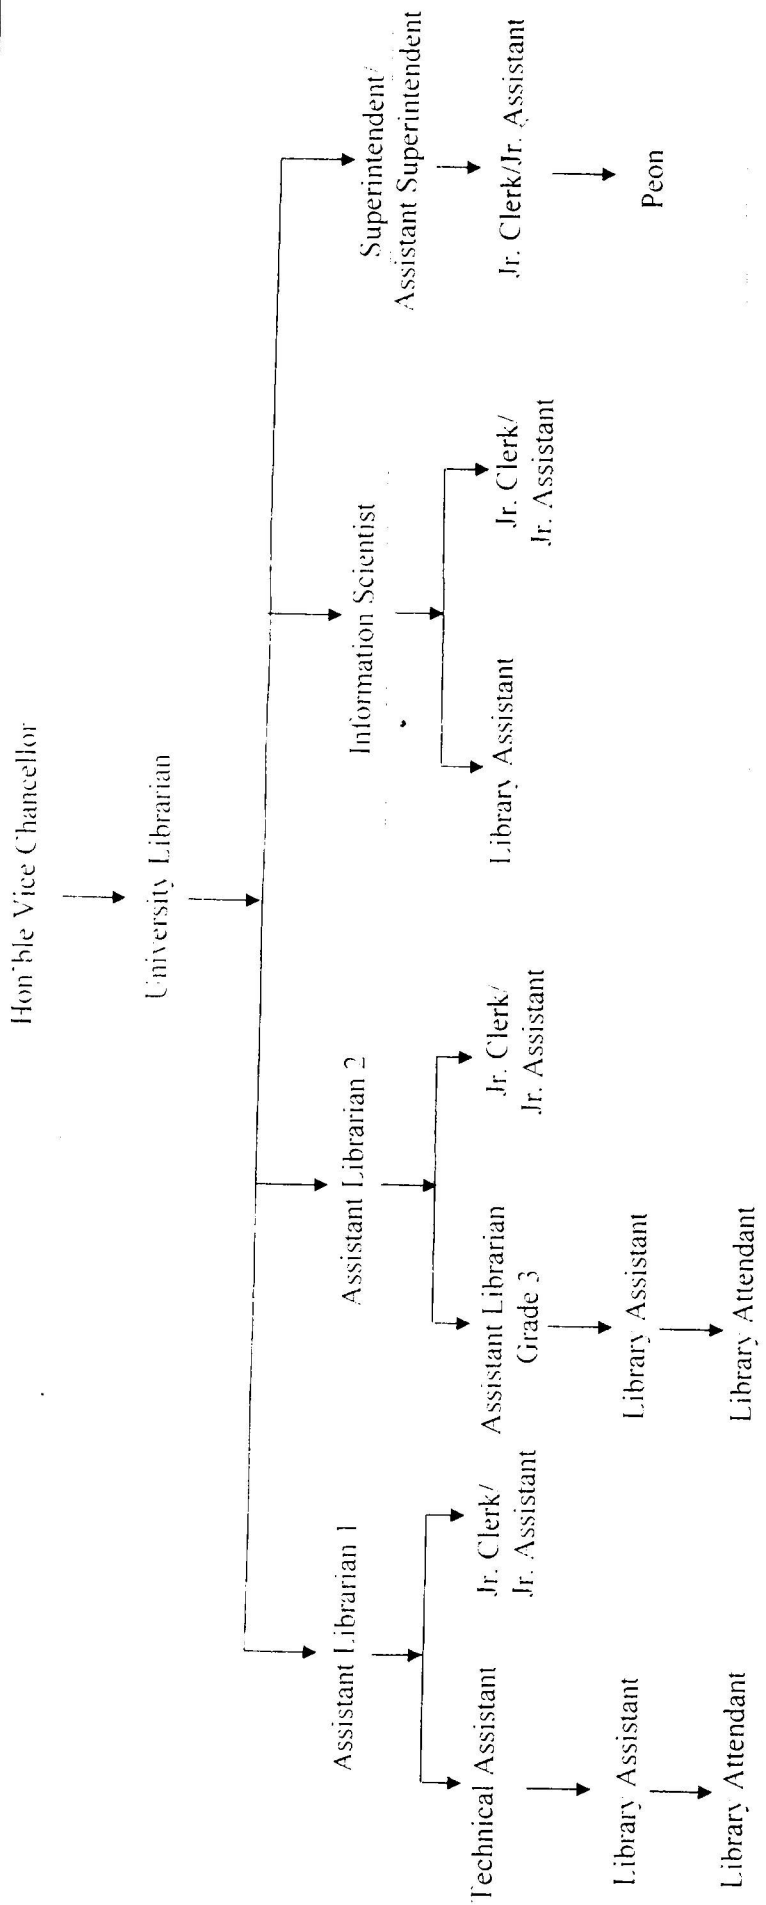 Hon'ble Vice Chancellor
University Librarian
Assistant Librarian 1
Assistant Librarian 2
Information Scientist
Superintendent/
Assistant Superintendent
Technical Assistant
Jr. Clerk/
Jr. Assistant
Assistant Librarian
Grade 3
Jr. Clerk/
Jr. Assistant
Library Assistant
Jr. Clerk/
Jr. Assistant
Jr. Clerk/Jr. Assistant
Library Assistant
Library Assistant
Peon
Library Attendant
Library Attendant